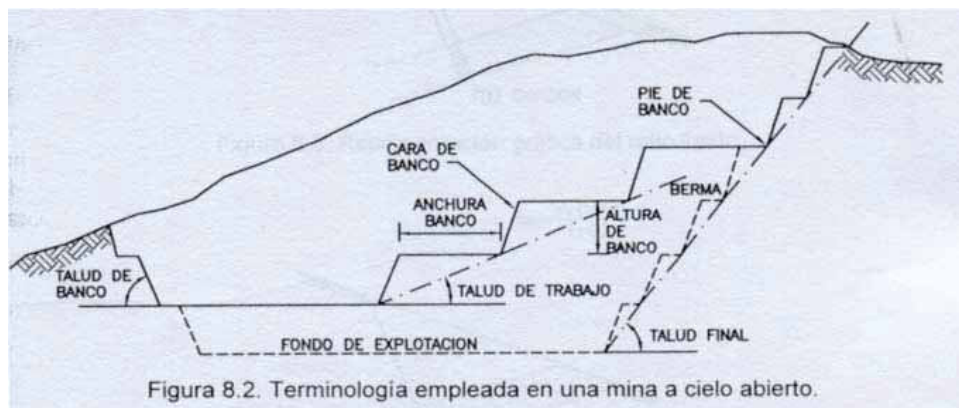 PIE DE
BANCO
CARA DE
BANCO
ANCHURA
BANCO
BERMA
ALTURA
DE
BANCO
TALUD DE
BANCO
TALUD DE TRABAJO
TALUD FINAL
FONDO DE EXPLOTACION
Figura 8.2. Terminología empleada en una mina a cielo abierto.